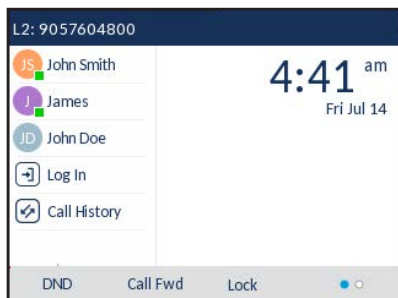 L2: 9057604800
JS John Smith
J James
JD John Doe
Log In
Call History
4:41 am
Fri Jul 14
DND Call Fwd Lock